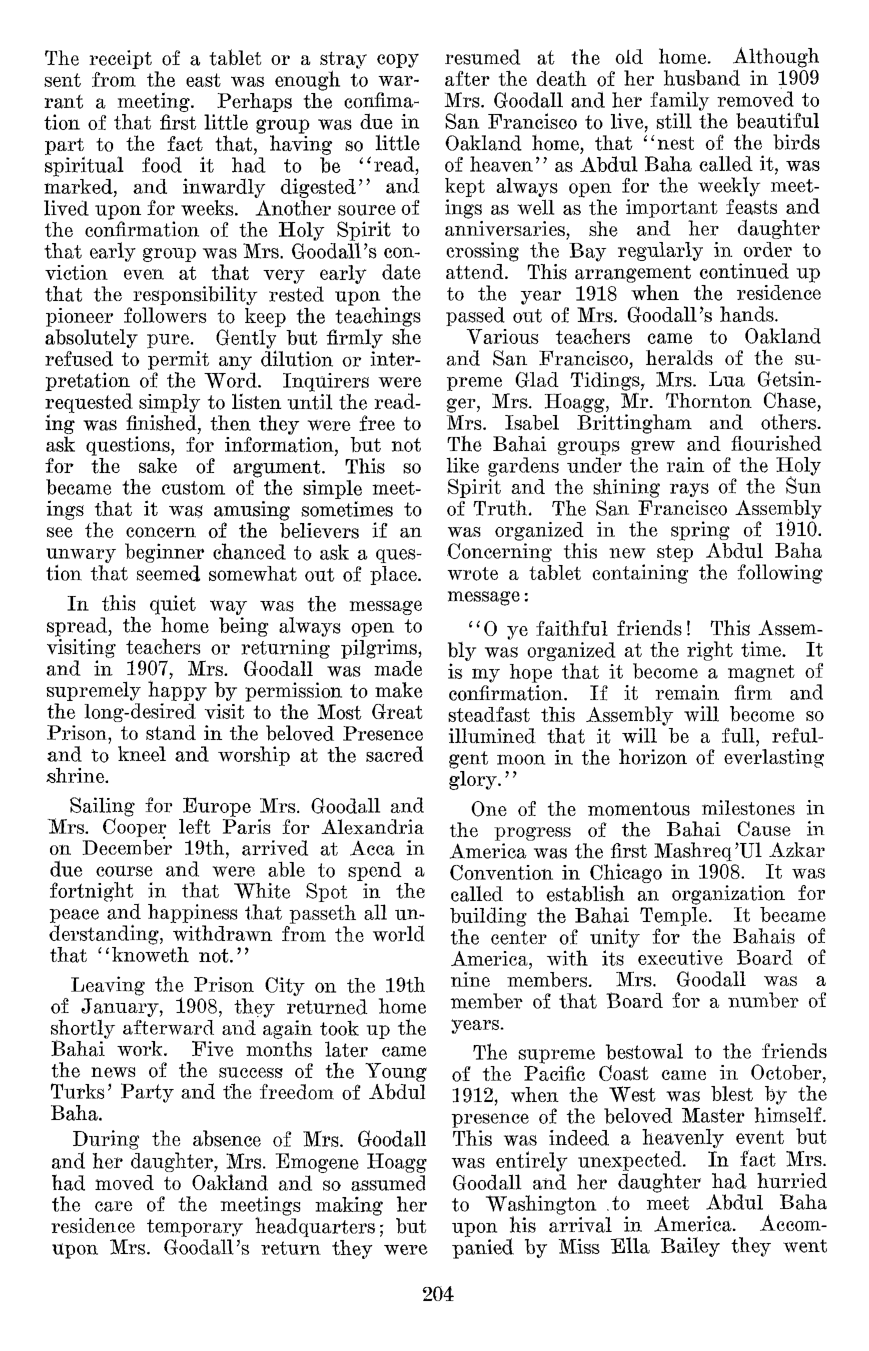 The receipt of a tablet or a stray copy
sent from the east was enough to war-
rant a meeting. Perhaps the confima-
tion of that first little group was due in
part to the fact that, having so little
spiritual food it had to be ‘‘read,
marked, and inwardly digested’’ and
lived upon for weeks. Another source of
the confirmation of the Holy Spirit to
that early group was Mrs. Goodall’s con-
viction even at that very early date
that the responsibility rested upon the
pioneer followers to keep the teachings
absolutely pure. Gently but firmly she
refused to permit any dilution or inter-
pretation of the Word. Inquirers were
requested simply to listen until the read-
ing was finished, then they were free to
ask questions, for information, but not
for the sake of argument. This so
became the custom of the simple meet-
ings that it was amusing sometimes to
see the concern of the believers if an
unwary beginner chanced to ask a ques-
tion that seemed somewhat out of place.
In this quiet way was the message
spread, the home being always open to
visiting teachers or returning pilgrims,
and in 1907, Mrs. Goodall was made
supremely happy by permission to make
the long-desired visit to the Most Great
Prison, to stand in the beloved Presence
and to kneel and worship at the sacred
shrine.
Sailing for Europe Mrs. Goodall and
Mrs. Cooper left Paris for Alexandria
on December 19th, arrived at Acca in
due course and were able to spend a
fortnight in that White Spot in the
peace and happiness that passeth all un-
derstanding, withdrawn from the world
that ‘‘knoweth not.’’
Leaving the Prison City on the 19th
of January, 1908, they returned home
shortly afterward and again took up the
Bahai work. Five months later came
the news of the success of the Young
Turks’ Party and the freedom of Abdul
Baha.
During the absence of Mrs. Goodall
and her daughter, Mrs. Emogene Hoagg
had moved to Oakland and so assumed
the care of the meetings making her
residence temporary headquarters; but
upon Mrs. Goodall’s return they were
resumed at the old home. Although
after the death of her husband in 1909
Mrs. Goodall and her family removed to
San Francisco to live, still the beautiful
Oakland home, that ‘‘nest of the birds
of heaven’’ as Abdul Baha called it, was
kept always open for the weekly meet-
ings as well as the important feasts and
anniversaries, she and her daughter
crossing the Bay regularly in order to
attend. This arrangement continued up
to the year 1918 when the residence
passed out of Mrs. Goodall’s hands.
Various teachers came to Oakland
and San Francisco, heralds of the su-
preme Glad Tidings, Mrs. Lua Getsin-
ger, Mrs. Hoagg, Mr. Thornton Chase,
Mrs. Isabel Brittingham and others.
The Bahai groups grew and flourished
like gardens under the rain of the Holy
Spirit and the shining rays of the Sun
of Truth. The San Francisco Assembly
was organized in the spring of 1910.
Concerning this new step Abdul Baha
wrote a tablet containing the following
message:
‘‘O ye faithful friends! This Assem-
bly was organized at the right time. It
is my hope that it become a magnet of
confirmation. If it remain firm and
steadfast this Assembly will become so
illumined that it will be a full, reful-
gent moon in the horizon of everlasting
glory.’’
One of the momentous milestones in
the progress of the Bahai Cause in
America was the first Mashreq’Ul Azkar
Convention in Chicago in 1908. It was
called to establish an organization for
building the Bahai Temple. It became
the center of unity for the Bahais of
America, with its executive Board of
nine members. Mrs. Goodall was a
member of that Board for a number of
years.
The supreme bestowal to the friends
of the Pacific Coast came in October,
1912, when the West was blest by the
presence of the beloved Master himself.
This was indeed a heavenly event but
was entirely unexpected. In fact Mrs.
Goodall and her daughter had hurried
to Washington to meet Abdul Baha
upon his arrival in America. Accom-
panied by Miss Ella Bailey they went
204